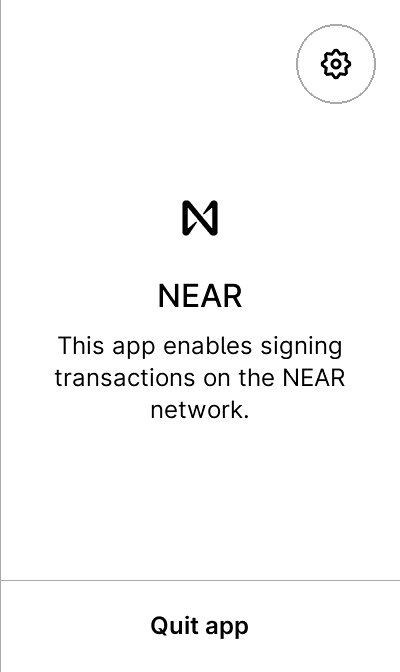 NEAR
This app enables signing
transactions on the NEAR
network.
Quit app